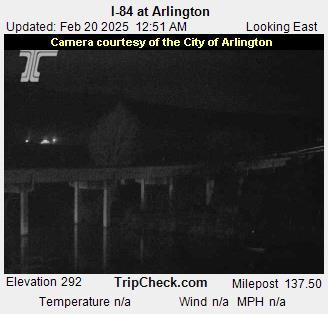 I-84 at Arlington
Updated: Feb 20 2025 12:51 AM Looking East
Camera courtesy of the City of Arlington
Elevation 292 TripCheck.com Milepost 137.50
Temperature n/a Wind n/a MPH n/a